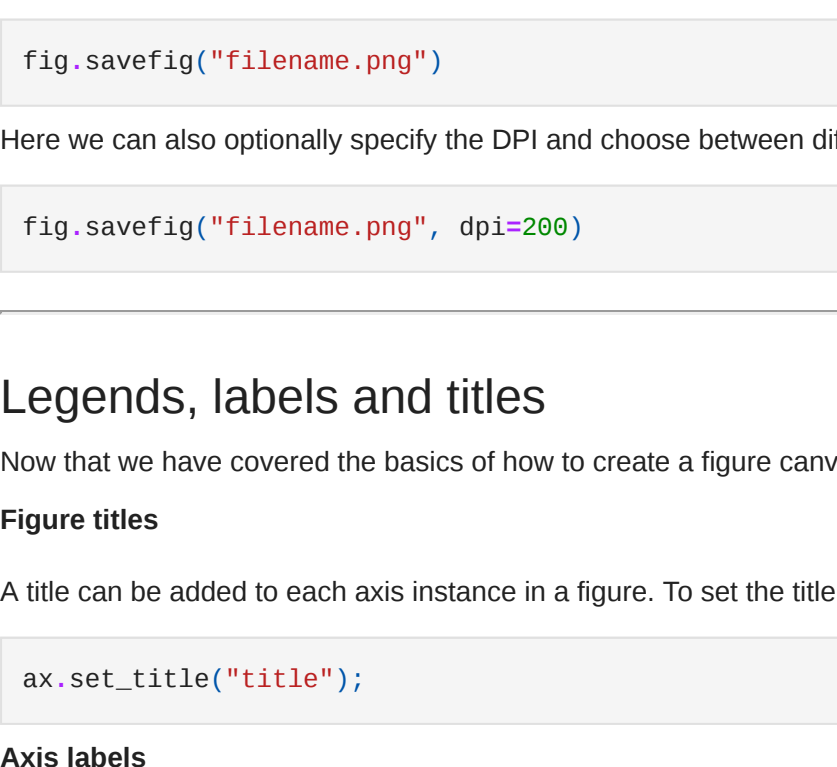 fig.savefig("filename.png")
Here we can also optionally specify the DPI and choose between
fig.savefig("filename.png", dpi=200)
Legends, labels and titles
Now that we have covered the basics of how to create a figure
Figure titles
A title can be added to each axis instance in a figure. To set the title
ax.set_title("title");
Axis labels